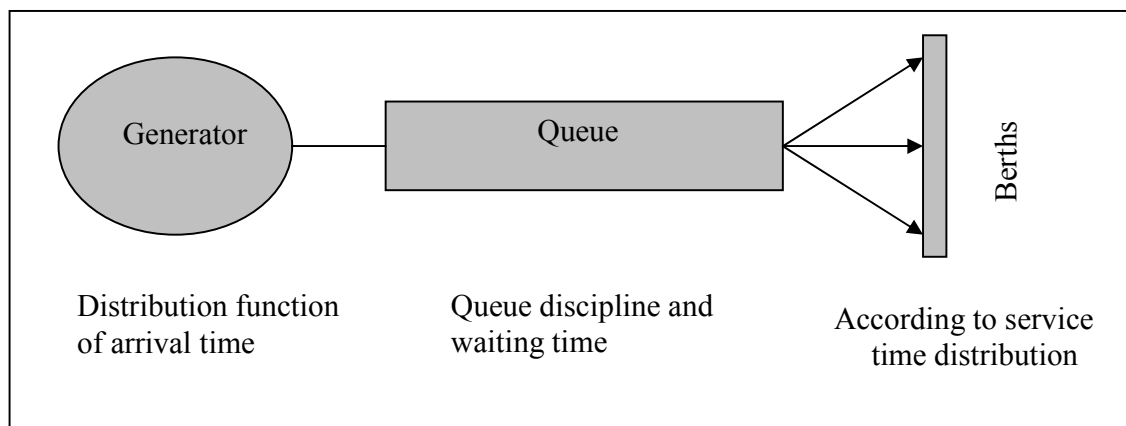 Generator
Queue
Berths
Distribution function
of arrival time
Queue discipline and
waiting time
According to service
time distribution